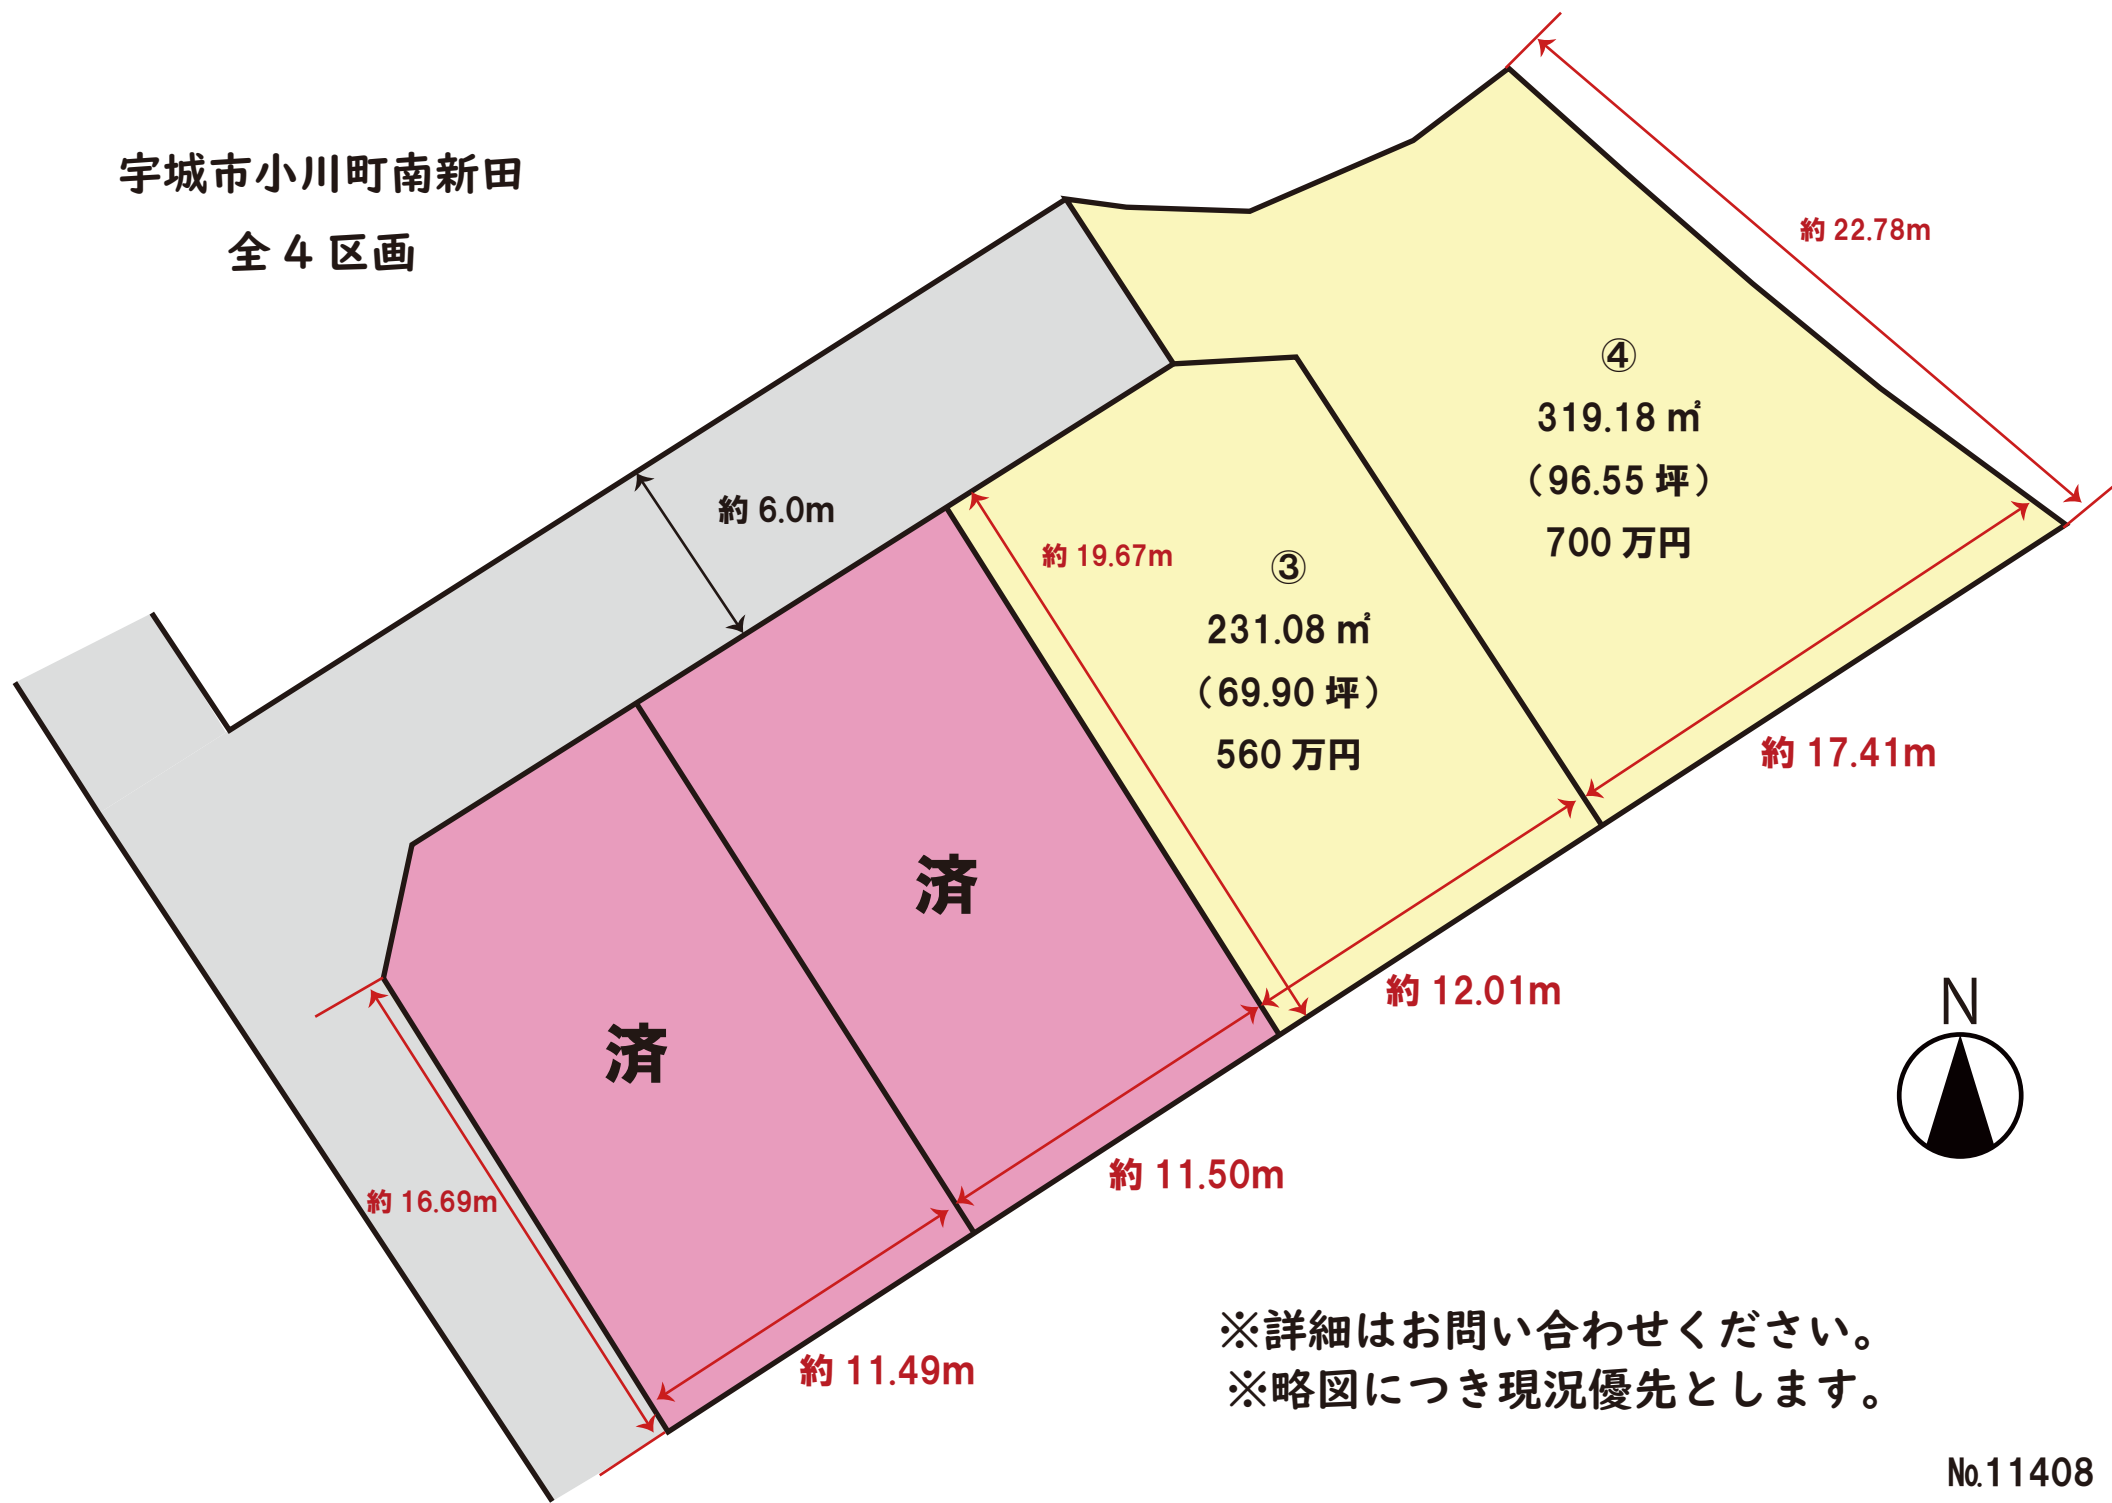 宇城市小川町南新田
全 4 区画
約 22.78m
④
319.18 ㎡
（96.55 坪）
700 万円
約 6.0m
約 19.67m
③
231.08 ㎡
（69.90 坪）
560 万円
約 17.41m
済
約 12.01m
済
N
約 11.50m
約 16.69m
約 11.49m
※詳細はお問い合わせください。
※略図につき現況優先とします。
№11408